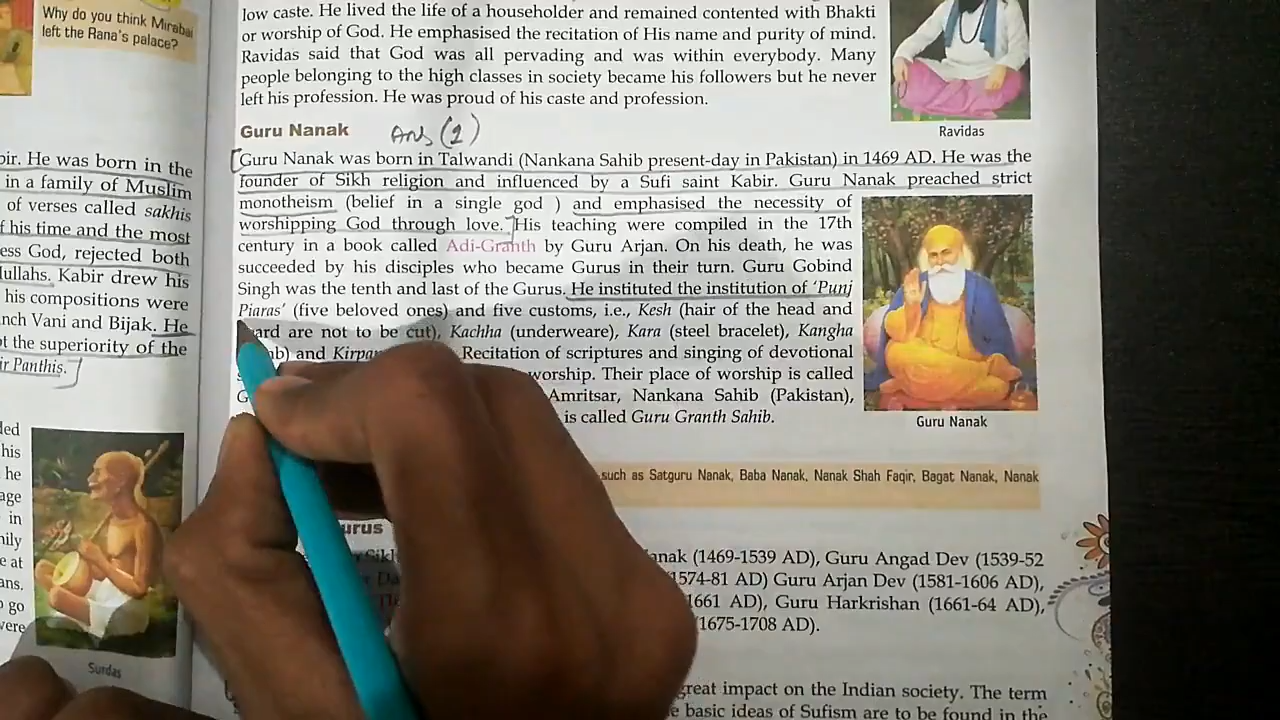 Why do you think Mirabai
left the Rana's palace?
bir. He was born in the
in a family of Muslim
of verses called sakhis
f his time and the most
ess God, rejected both
ullahs. Kabir drew his
his compositions were
nch Vani and Bijak. He
t the superiority of the
ir Panthis.
led
his
he
age
in
nily
e at
ans.
go
were
Surdas
low caste. He lived the life of a householder and remained contented with Bhakti
or worship of God. He emphasised the recitation of His name and purity of mind.
Ravidas said that God was all pervading and was within everybody. Many
people belonging to the high classes in society became his followers but he never
left his profession. He was proud of his caste and profession.
Ravidas
Guru Nanak Ans (2)
Guru Nanak was born in Talwandi (Nankana Sahib present-day in Pakistan) in 1469 AD. He was the
founder of Sikh religion and influenced by a Sufi saint Kabir. Guru Nanak preached strict
monotheism (belief in a single god ) and emphasised the necessity of
worshipping God through love. His teaching were compiled in the 17th
century in a book called Adi-Granth by Guru Arjan. On his death, he was
succeeded by his disciples who became Gurus in their turn. Guru Gobind
Singh was the tenth and last of the Gurus. He instituted the institution of 'Punj
Piaras' (five beloved ones) and five customs, i.e., Kesh (hair of the head and
ard are not to be cut), Kachha (underweare), Kara (steel bracelet), Kangha
b) and Kirpa Recitation of scriptures and singing of devotional
worship. Their place of worship is called
G Amritsar, Nankana Sahib (Pakistan),
is called Guru Granth Sahib.
Guru Nanak
such as Satguru Nanak, Baba Nanak, Nanak Shah Faqir, Bagat Nanak, Nanak
urus
Sik anak (1469-1539 AD), Guru Angad Dev (1539-52
1574-81 AD) Guru Arjan Dev (1581-1606 AD),
1661 AD), Guru Harkrishan (1661-64 AD),
1675-1708 AD).
great impact on the Indian society. The term
e basic ideas of Sufism are to be found in the